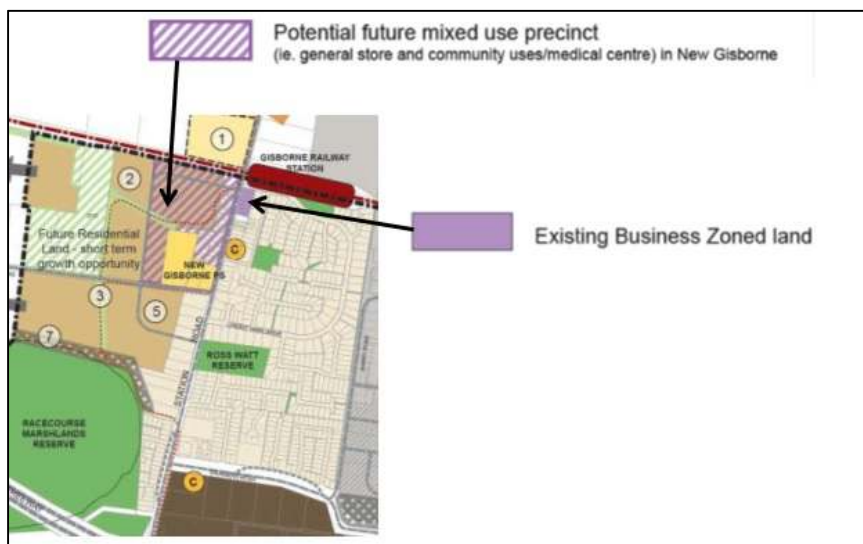 Potential future mixed use precinct
(ie. general store and community uses/medical centre) in New Gisborne
1
GISBORNE RAILWAY
STATION
2
Future Residential
Land - short term
growth opportunity
NEW
GISBORNE PS
C
Existing Business Zoned land
3
5
ROAD
7
ROSS WATT
RESERVE
STATION
RACECOURSE
MARSHLANDS
RESERVE
C